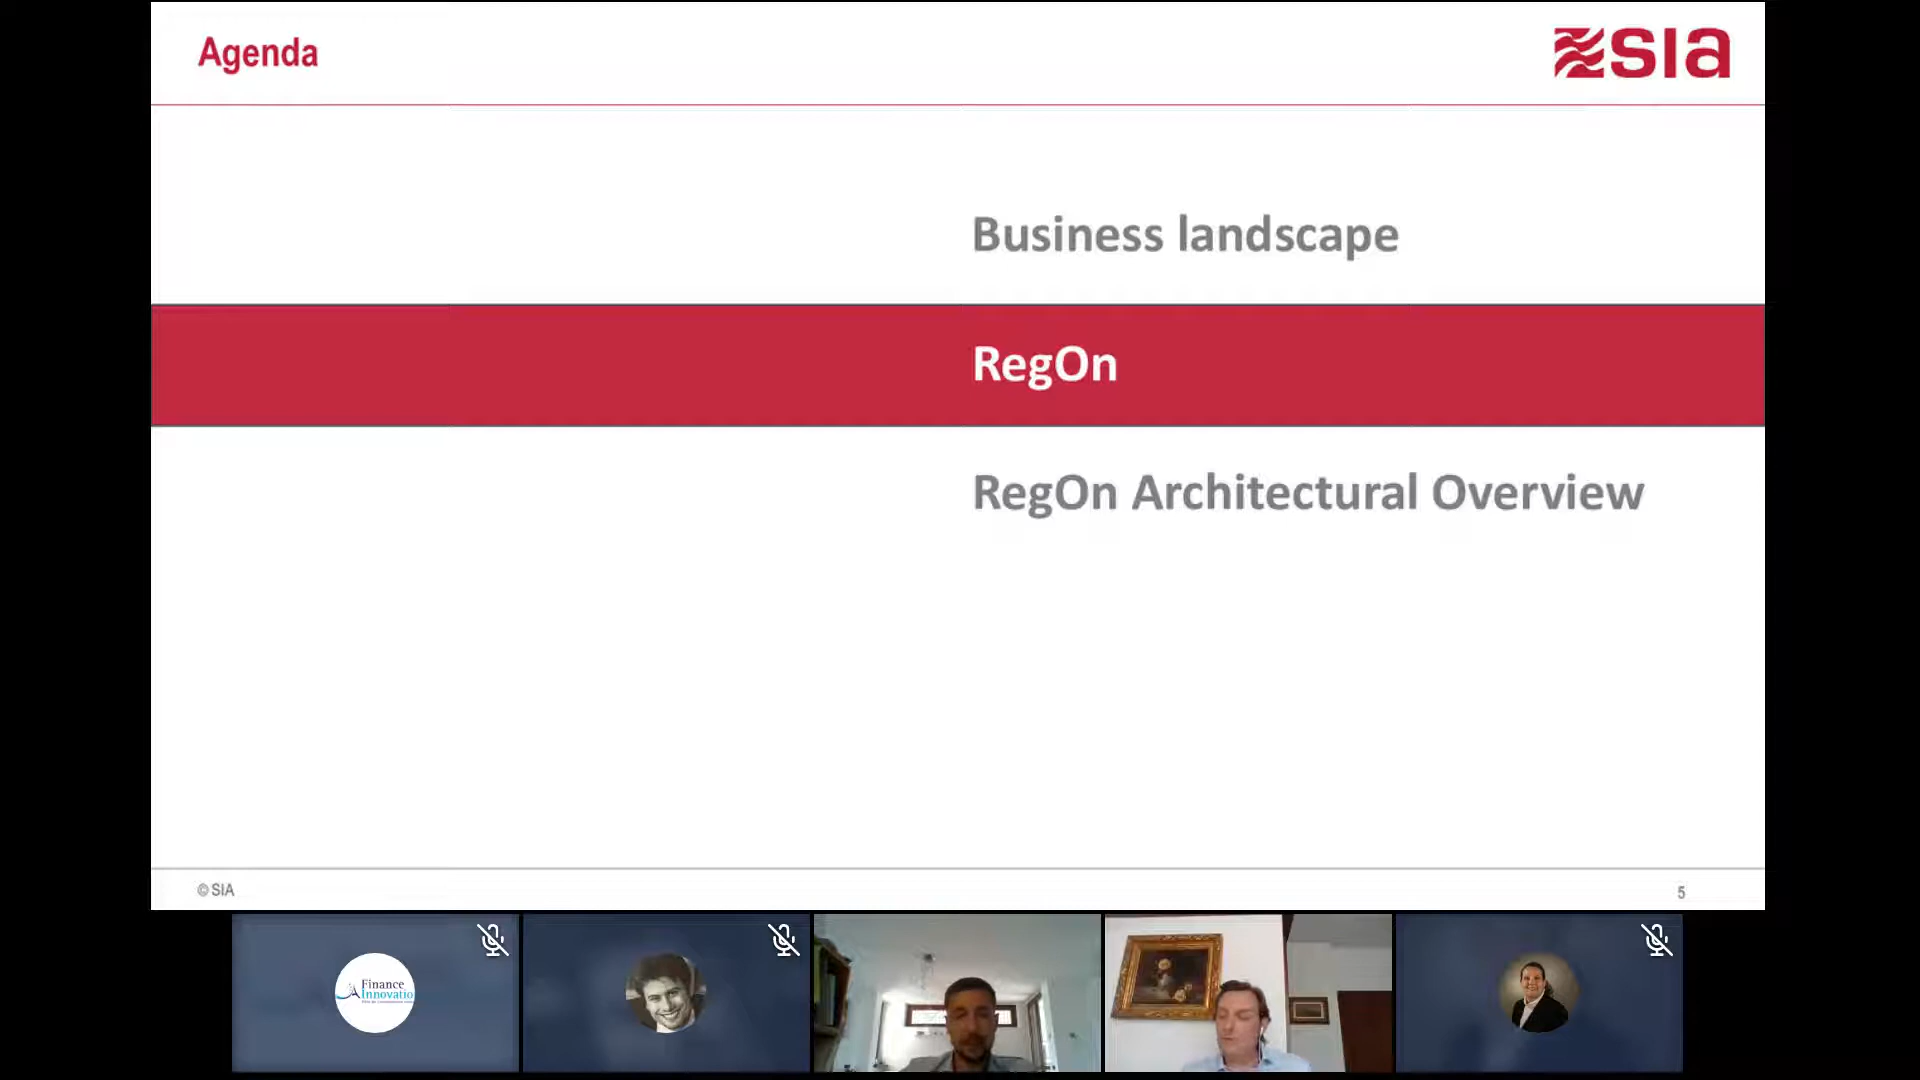 Agenda
SIA
Business landscape
RegOn
RegOn Architectural Overview
© SIA
5
Finance
Innovatio